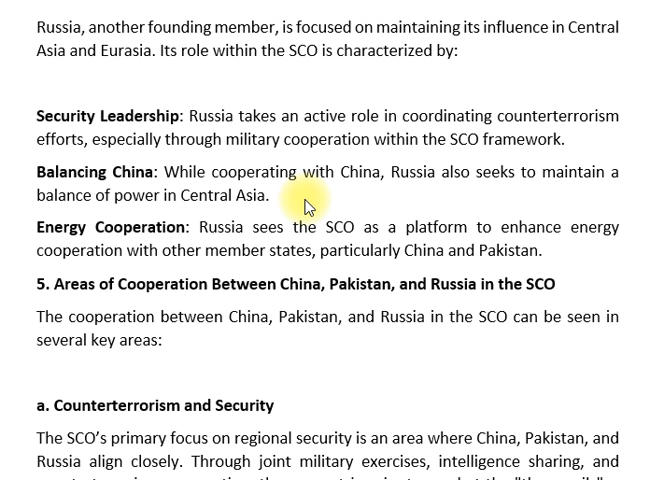 Russia, another founding member, is focused on maintaining its influence in Central
Asia and Eurasia. Its role within the SCO is characterized by:
Security Leadership: Russia takes an active role in coordinating counterterrorism
efforts, especially through military cooperation within the SCO framework.
Balancing China: While cooperating with China, Russia also seeks to maintain a
balance of power in Central Asia.
Energy Cooperation: Russia sees the SCO as a platform to enhance energy
cooperation with other member states, particularly China and Pakistan.
5. Areas of Cooperation Between China, Pakistan, and Russia in the SCO
The cooperation between China, Pakistan, and Russia in the SCO can be seen in
several key areas:
a. Counterterrorism and Security
The SCO’s primary focus on regional security is an area where China, Pakistan, and
Russia align closely. Through joint military exercises, intelligence sharing, and